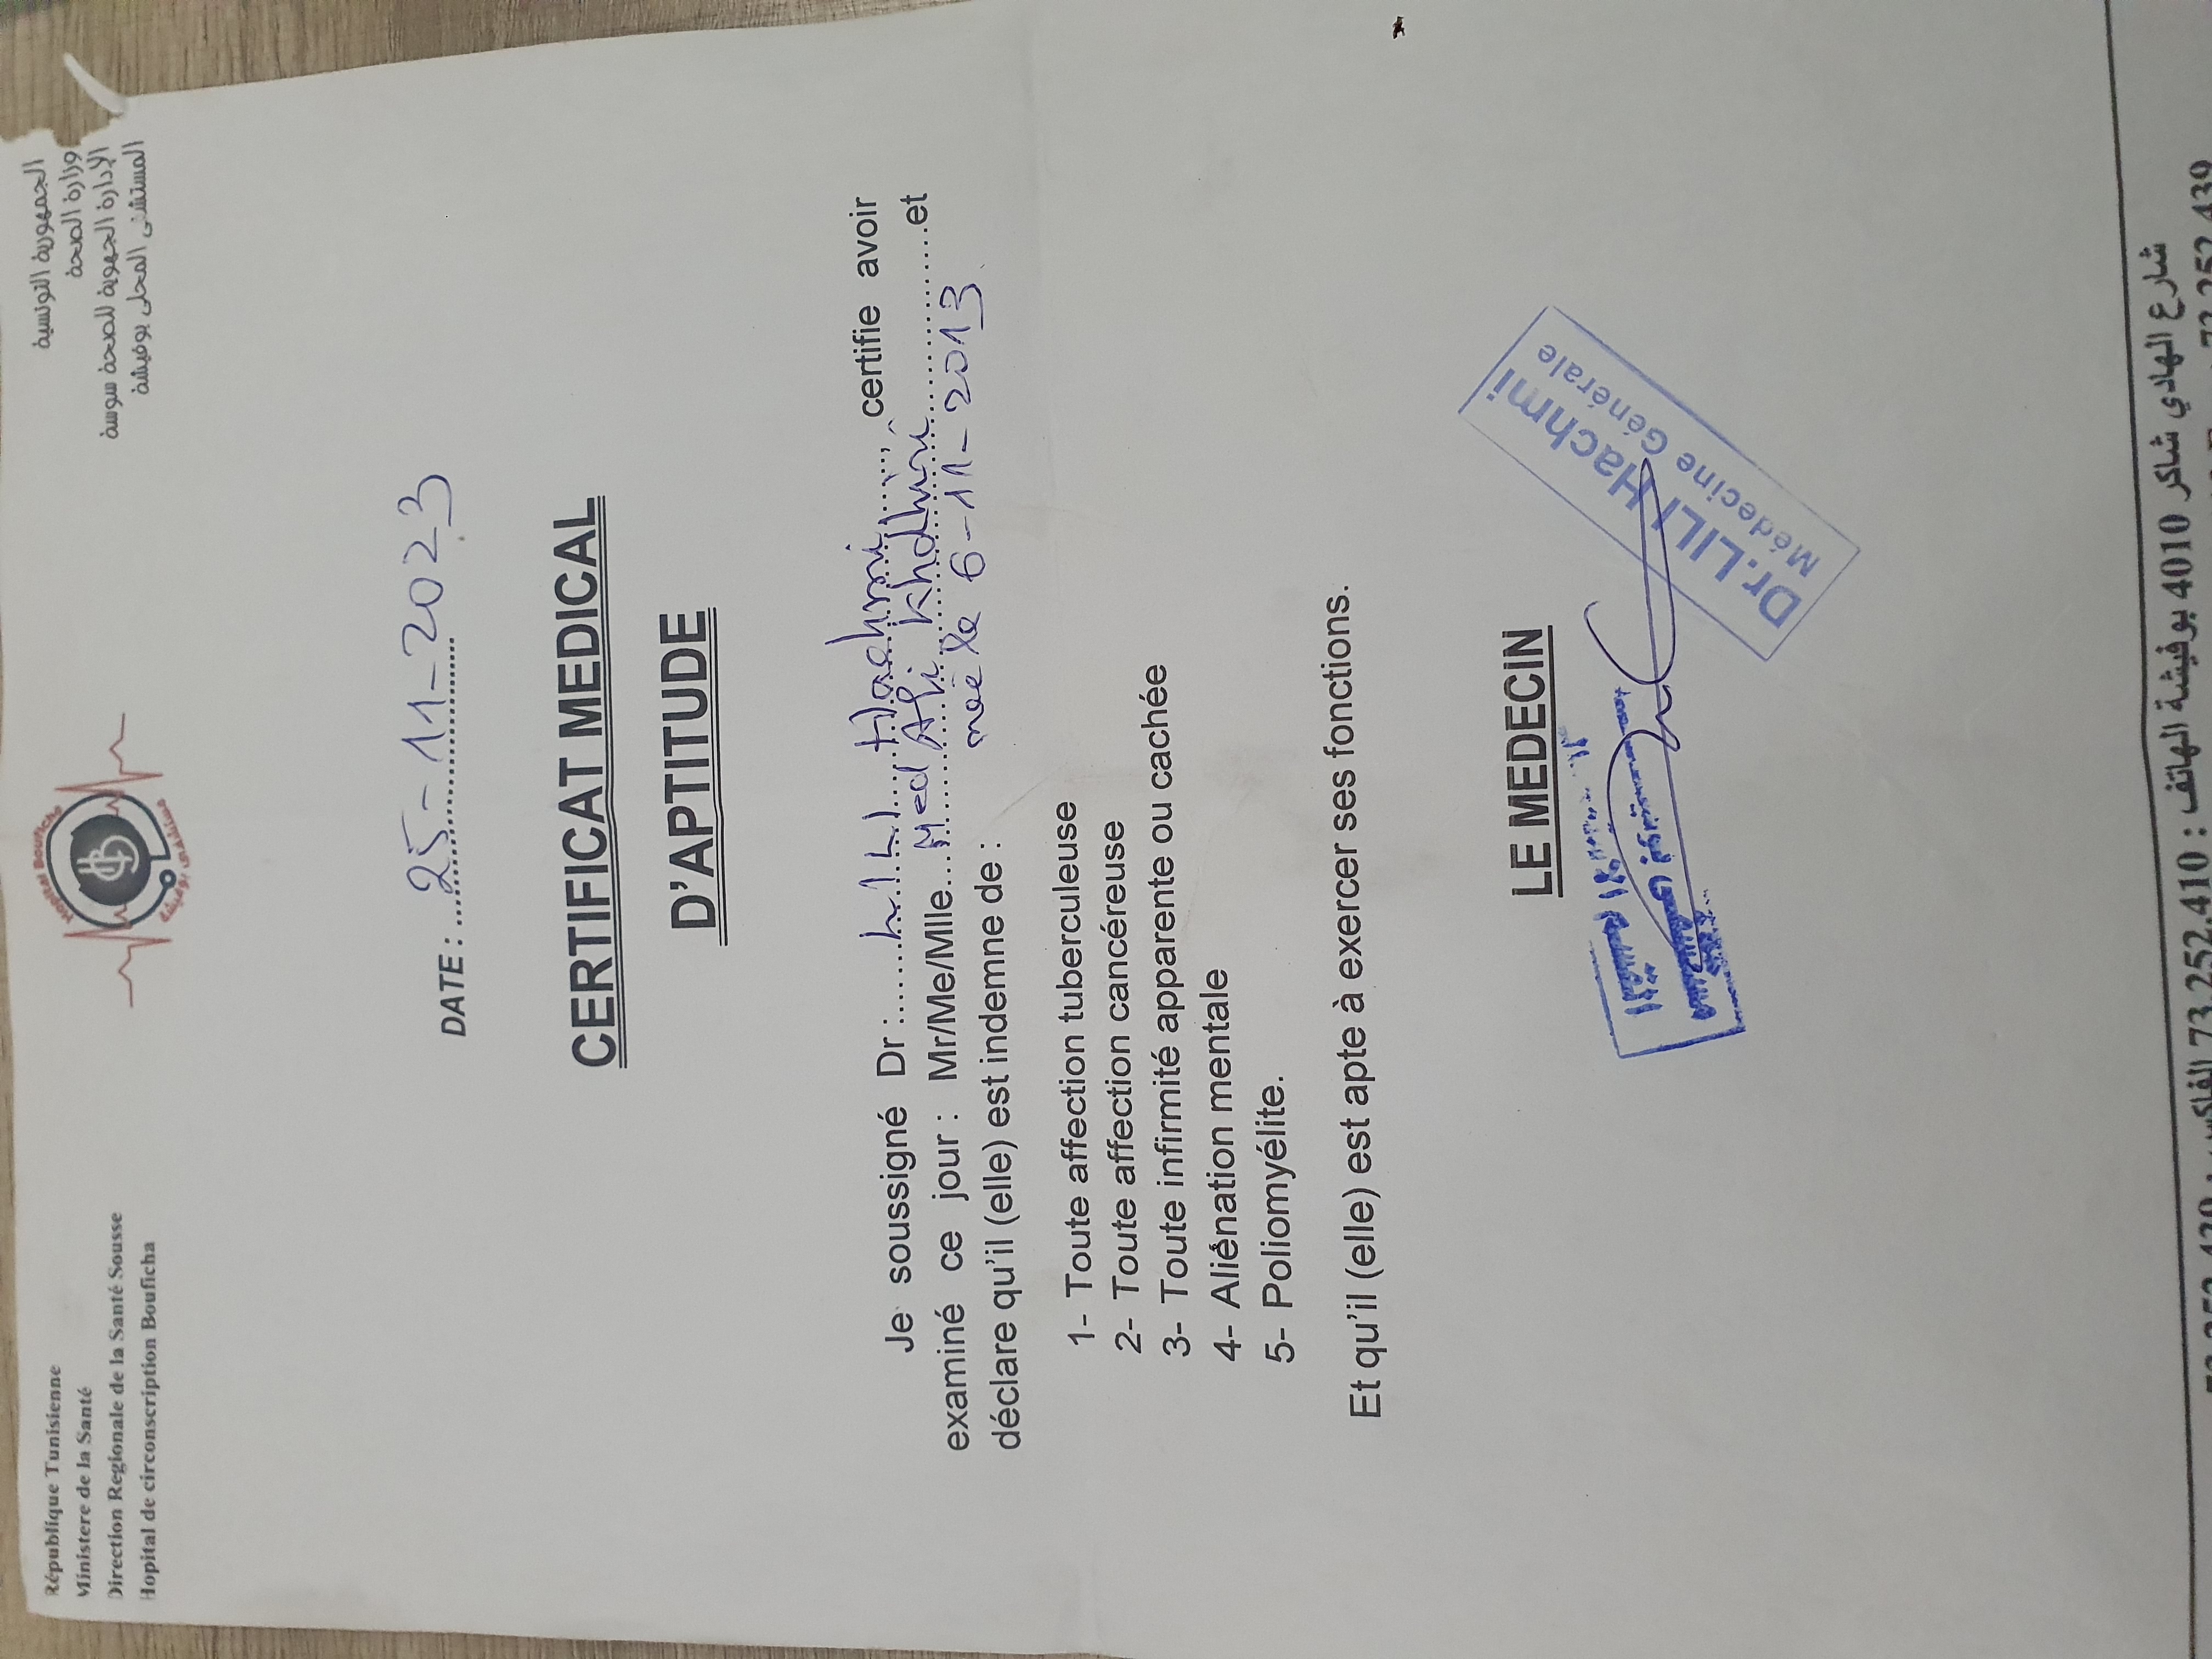 République Tunisienne
Ministere de la Santé
Direction Regionale de la Santé Sousse
Hopital de circonscription Bouficha
Hopital Bouficha
الجمهورية التونسية
وزارة الصحة
الإدارة الجهوية للصحة سوسة
المستشفى المحلي بوفيشة
DATE : 25-11-2023
CERTIFICAT MEDICAL
D'APTITUDE
Je soussigné Dr : LILI Hachmi, certifie avoir
examiné ce jour : Mr/Me/Mlle Med Ali Khdhiri et
né le 6-11-2013
déclare qu'il (elle) est indemne de :
1- Toute affection tuberculeuse
2- Toute affection cancéreuse
3- Toute infirmité apparente ou cachée
4- Aliénation mentale
5- Poliomyélite.
Et qu'il (elle) est apte à exercer ses fonctions.
LE MEDECIN
Dr.LILI Hachmi
Médecine Générale
شارع الهادي شاكر 4010 بوفيشة الهاتف : 73.252.410 الفاكس :